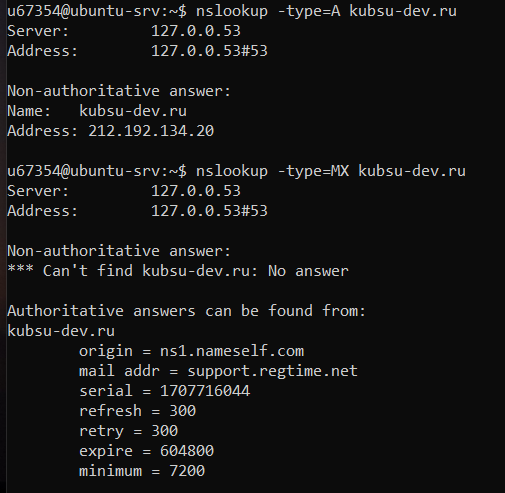 u67354@ubuntu-srv:~$ nslookup -type=A kubsu-dev.ru
Server:         127.0.0.53
Address:        127.0.0.53#53

Non-authoritative answer:
Name:   kubsu-dev.ru
Address: 212.192.134.20

u67354@ubuntu-srv:~$ nslookup -type=MX kubsu-dev.ru
Server:         127.0.0.53
Address:        127.0.0.53#53

Non-authoritative answer:
*** Can't find kubsu-dev.ru: No answer

Authoritative answers can be found from:
kubsu-dev.ru
        origin = ns1.nameself.com
        mail addr = support.regtime.net
        serial = 1707716044
        refresh = 300
        retry = 300
        expire = 604800
        minimum = 7200